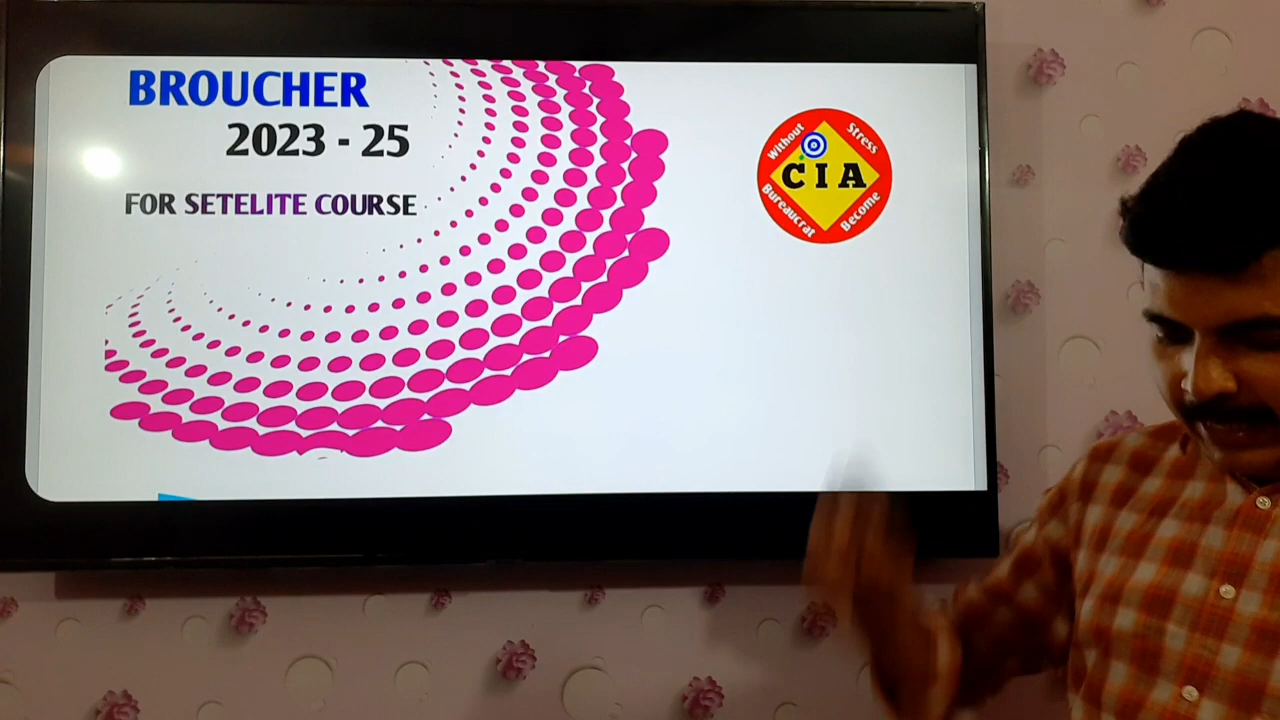 BROUCHER
2023 - 25
FOR SETELITE COURSE
Without Stress
CIA
Become Bureaucrat